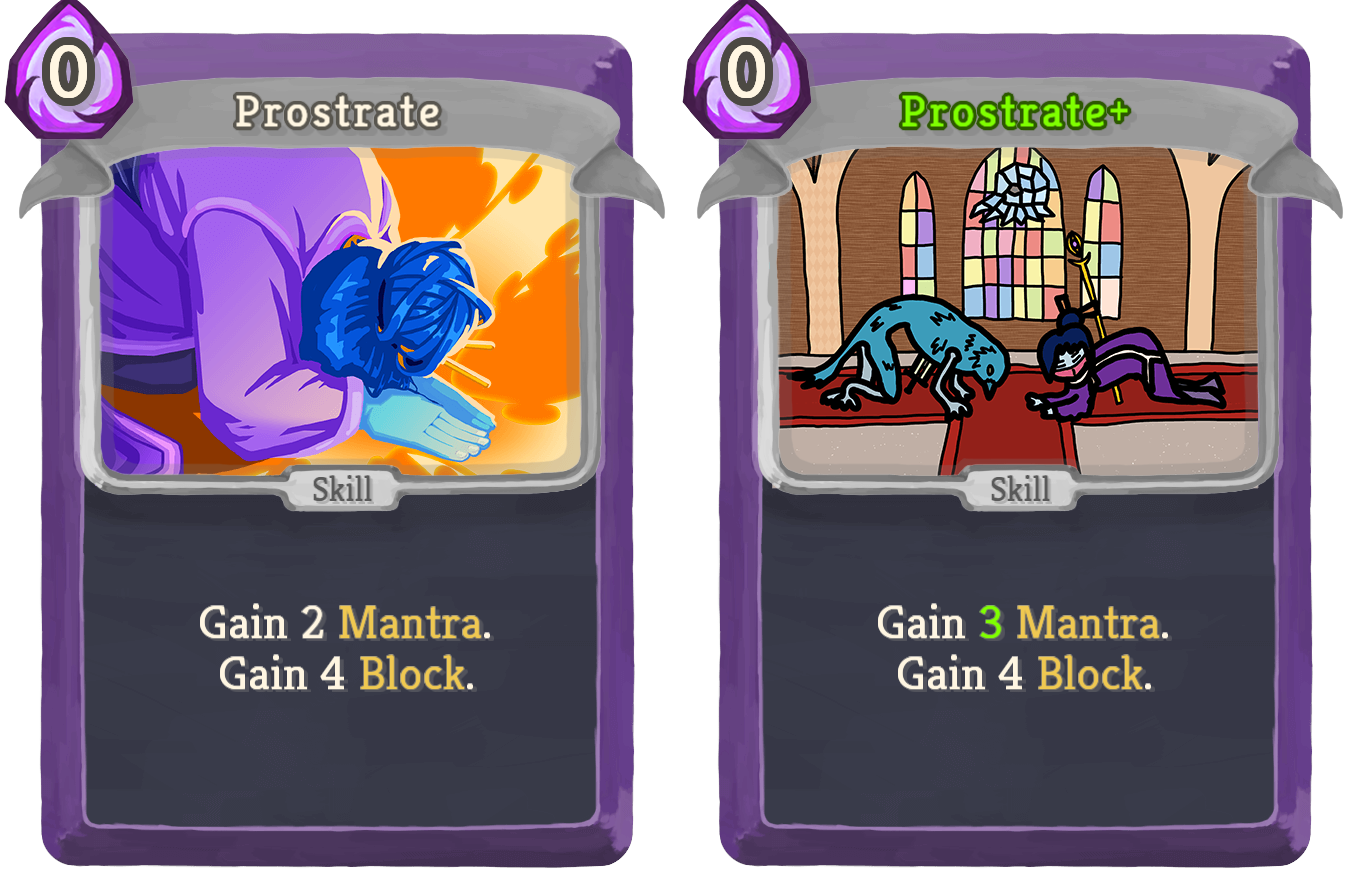 0
Prostrate
Skill
Gain 2 Mantra.
Gain 4 Block.
0
Prostrate+
Skill
Gain 3 Mantra.
Gain 4 Block.